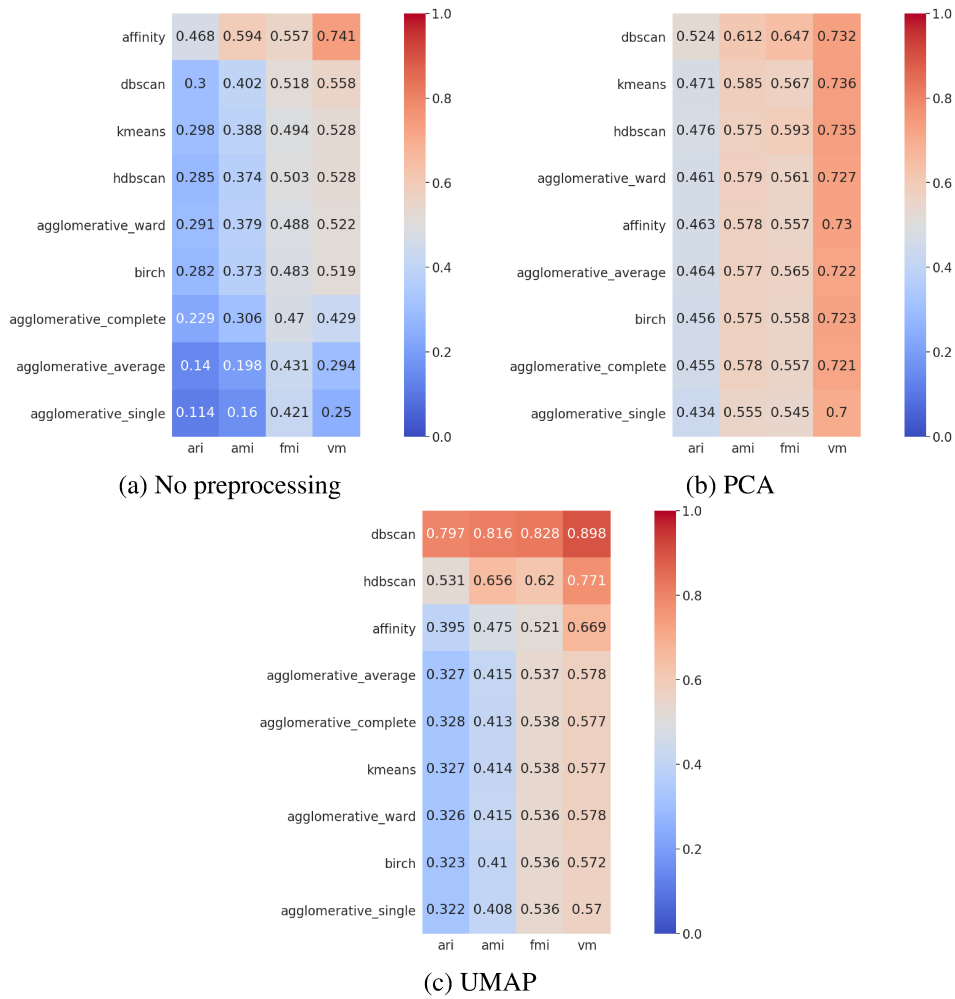 affinity 0.468 0.594 0.557 0.741
dbscan 0.3 0.402 0.518 0.558
kmeans 0.298 0.388 0.494 0.528
hdbscan 0.285 0.374 0.503 0.528
agglomerative_ward 0.291 0.379 0.488 0.522
birch 0.282 0.373 0.483 0.519
agglomerative_complete 0.229 0.306 0.47 0.429
agglomerative_average 0.14 0.198 0.431 0.294
agglomerative_single 0.114 0.16 0.421 0.25
ari ami fmi vm
1.0
0.8
0.6
0.4
0.2
0.0
(a) No preprocessing
dbscan 0.524 0.612 0.647 0.732
kmeans 0.471 0.585 0.567 0.736
hdbscan 0.476 0.575 0.593 0.735
agglomerative_ward 0.461 0.579 0.561 0.727
affinity 0.463 0.578 0.557 0.73
agglomerative_average 0.464 0.577 0.565 0.722
birch 0.456 0.575 0.558 0.723
agglomerative_complete 0.455 0.578 0.557 0.721
agglomerative_single 0.434 0.555 0.545 0.7
ari ami fmi vm
1.0
0.8
0.6
0.4
0.2
0.0
(b) PCA
dbscan 0.797 0.816 0.828 0.898
hdbscan 0.531 0.656 0.62 0.771
affinity 0.395 0.475 0.521 0.669
agglomerative_average 0.327 0.415 0.537 0.578
agglomerative_complete 0.328 0.413 0.538 0.577
kmeans 0.327 0.414 0.538 0.577
agglomerative_ward 0.326 0.415 0.536 0.578
birch 0.323 0.41 0.536 0.572
agglomerative_single 0.322 0.408 0.536 0.57
ari ami fmi vm
1.0
0.8
0.6
0.4
0.2
0.0
(c) UMAP